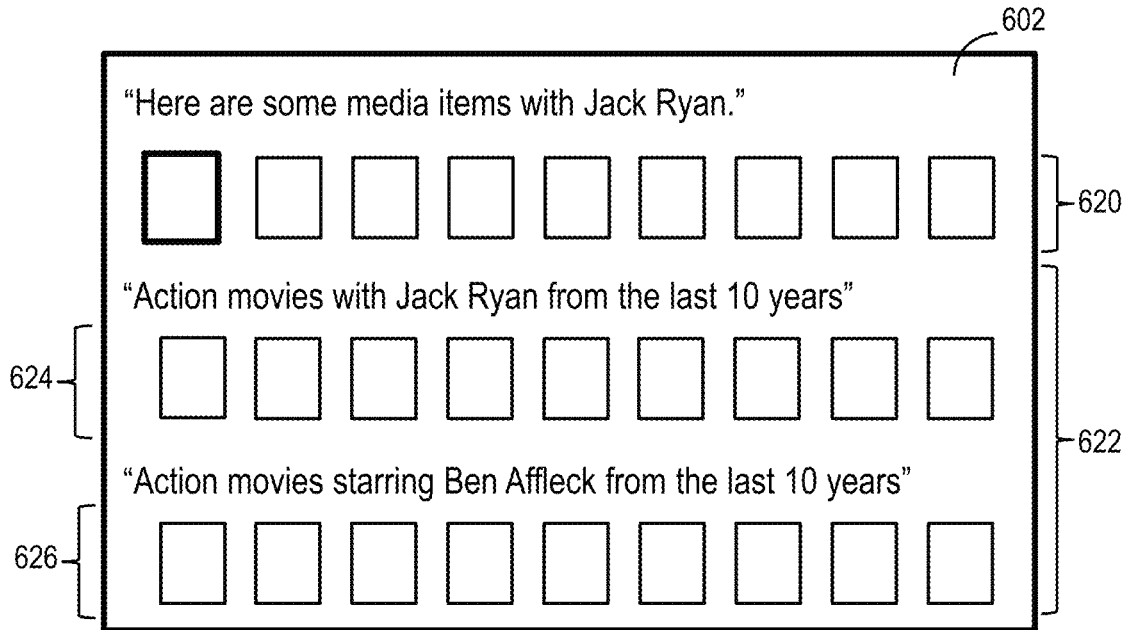 602
“Here are some media items with Jack Ryan.”
620
“Action movies with Jack Ryan from the last 10 years”
624
622
“Action movies starring Ben Affleck from the last 10 years”
626